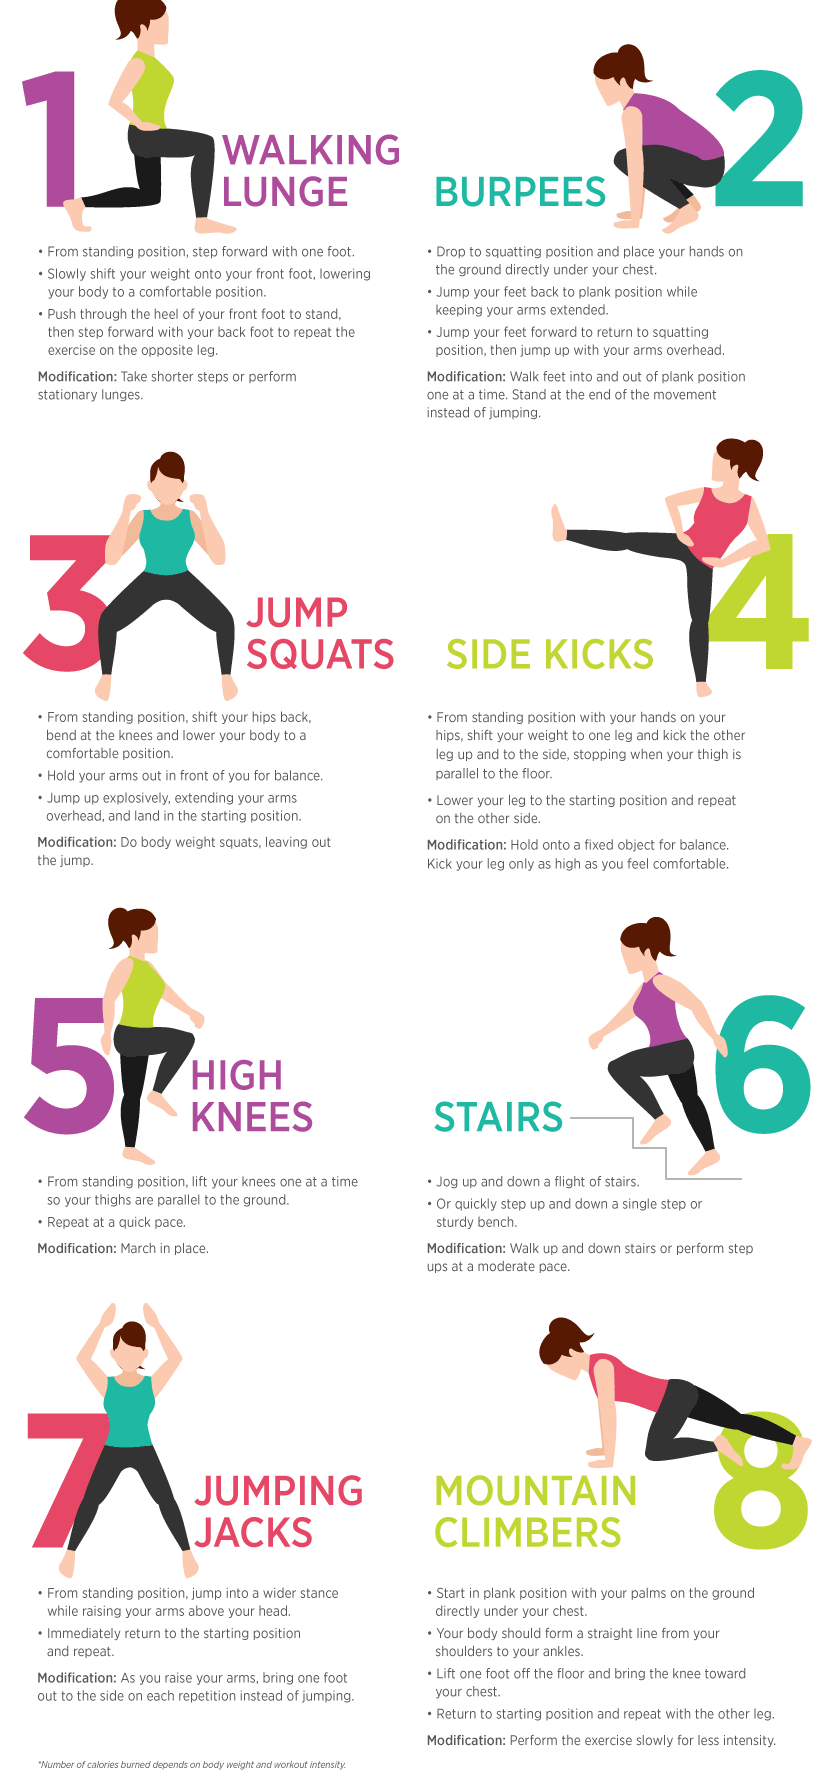 1
WALKING
LUNGE
• From standing position, step forward with one foot.
• Slowly shift your weight onto your front foot, lowering
your body to a comfortable position.
• Push through the heel of your front foot to stand,
then step forward with your back foot to repeat the
exercise on the opposite leg.
Modification: Take shorter steps or perform
stationary lunges.
2
BURPEES
• Drop to squatting position and place your hands on
the ground directly under your chest.
• Jump your feet back to plank position while
keeping your arms extended.
• Jump your feet forward to return to squatting
position, then jump up with your arms overhead.
Modification: Walk feet into and out of plank position
one at a time. Stand at the end of the movement
instead of jumping.
3
JUMP
SQUATS
• From standing position, shift your hips back,
bend at the knees and lower your body to a
comfortable position.
• Hold your arms out in front of you for balance.
• Jump up explosively, extending your arms
overhead, and land in the starting position.
Modification: Do body weight squats, leaving out
the jump.
4
SIDE KICKS
• From standing position with your hands on your
hips, shift your weight to one leg and kick the other
leg up and to the side, stopping when your thigh is
parallel to the floor.
• Lower your leg to the starting position and repeat
on the other side.
Modification: Hold onto a fixed object for balance.
Kick your leg only as high as you feel comfortable.
5
HIGH
KNEES
• From standing position, lift your knees one at a time
so your thighs are parallel to the ground.
• Repeat at a quick pace.
Modification: March in place.
6
STAIRS
• Jog up and down a flight of stairs.
• Or quickly step up and down a single step or
sturdy bench.
Modification: Walk up and down stairs or perform step
ups at a moderate pace.
7
JUMPING
JACKS
• From standing position, jump into a wider stance
while raising your arms above your head.
• Immediately return to the starting position
and repeat.
Modification: As you raise your arms, bring one foot
out to the side on each repetition instead of jumping.
8
MOUNTAIN
CLIMBERS
• Start in plank position with your palms on the ground
directly under your chest.
• Your body should form a straight line from your
shoulders to your ankles.
• Lift one foot off the floor and bring the knee toward
your chest.
• Return to starting position and repeat with the other leg.
Modification: Perform the exercise slowly for less intensity.
*Number of calories burned depends on body weight and workout intensity.